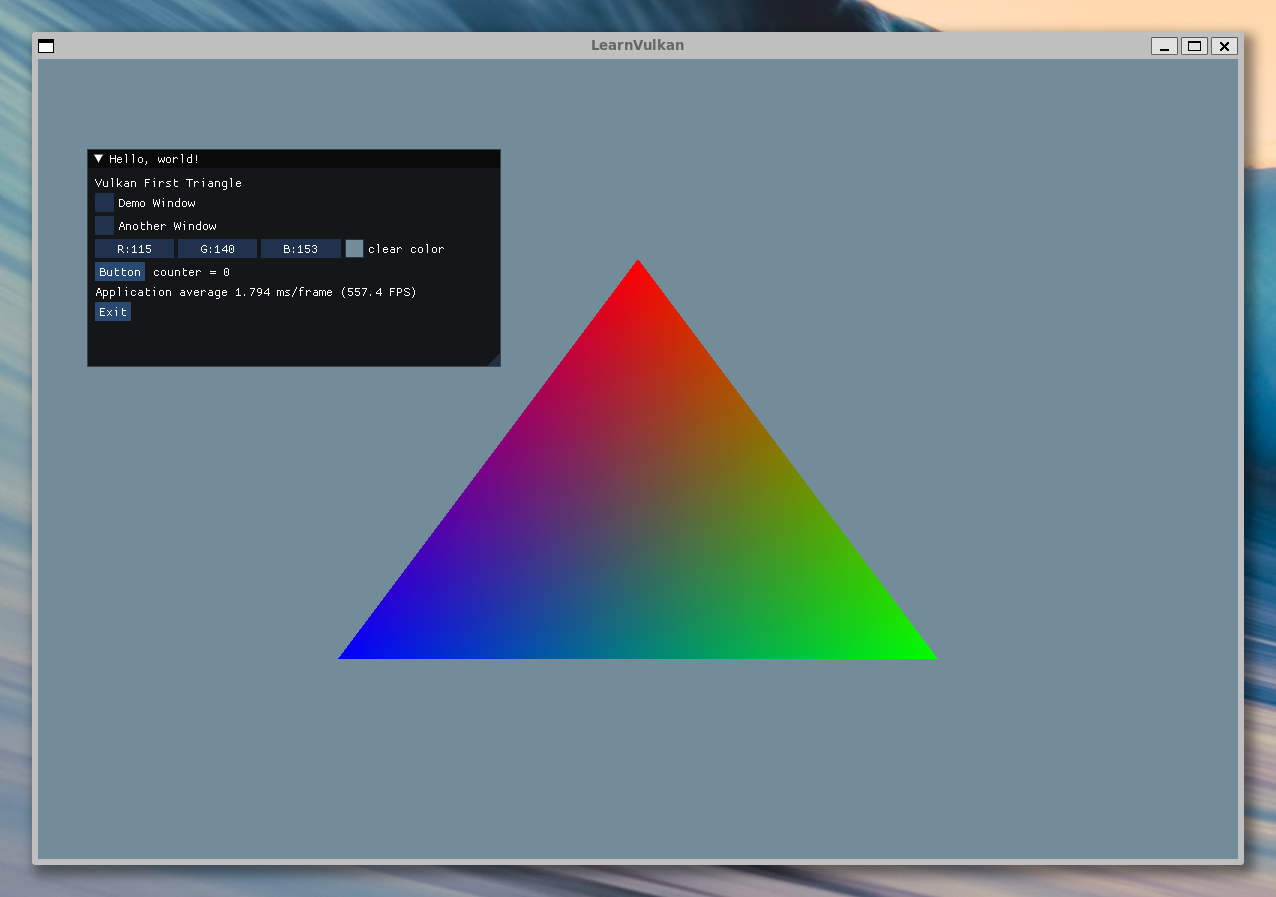 LearnVulkan
Hello, world!
Vulkan First Triangle
Demo Window
Another Window
R:115 G:140 B:153 clear color
Button counter = 0
Application average 1.794 ms/frame (557.4 FPS)
Exit